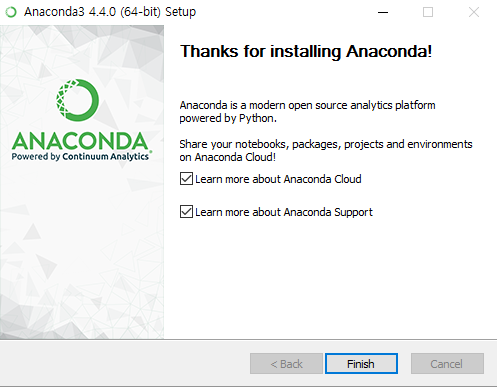 Anaconda3 4.4.0 (64-bit) Setup
Thanks for installing Anaconda!
ANACONDA
Powered by Continuum Analytics
Anaconda is a modern open source analytics platform
powered by Python.
Share your notebooks, packages, projects and environments
on Anaconda Cloud!
Learn more about Anaconda Cloud
Learn more about Anaconda Support
< Back
Finish
Cancel